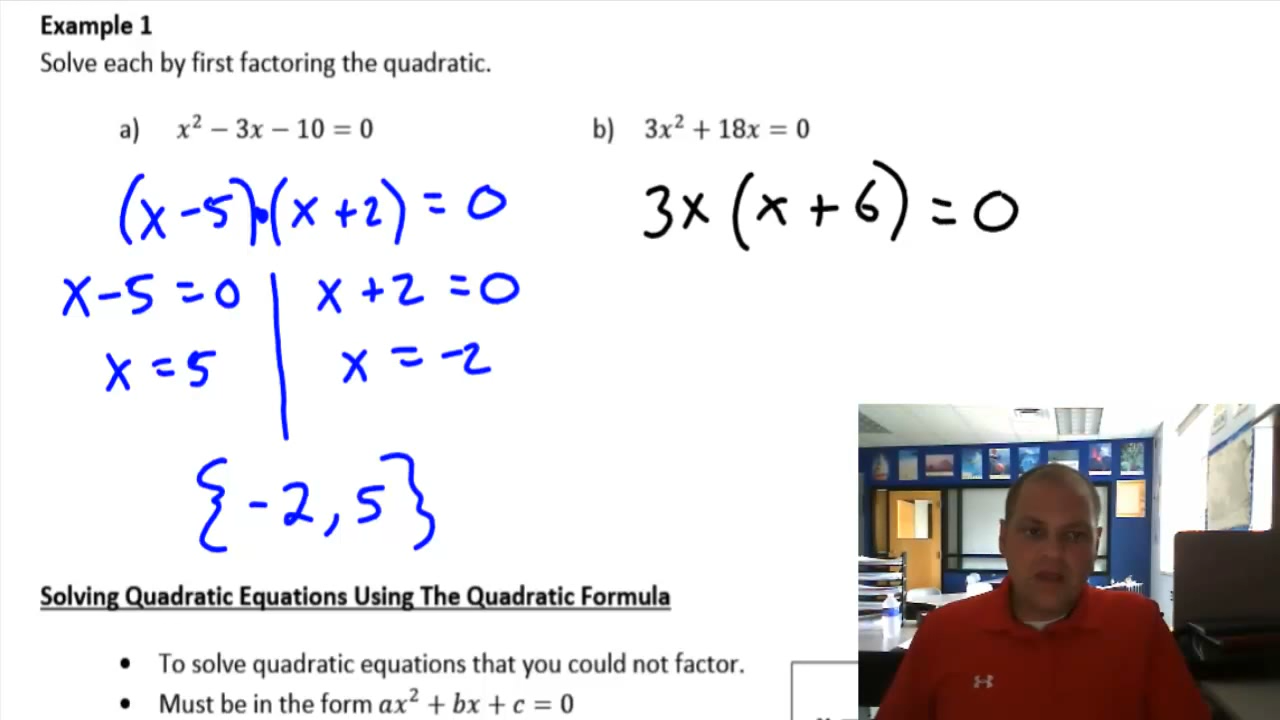 Example 1
Solve each by first factoring the quadratic.
a) x² − 3x − 10 = 0
(x −5)·(x +2) = 0
x −5 = 0 | x +2 = 0
x = 5 | x = −2
{−2, 5}
b) 3x² + 18x = 0
3x (x + 6) = 0
Solving Quadratic Equations Using The Quadratic Formula
• To solve quadratic equations that you could not factor.
• Must be in the form ax² + bx + c = 0